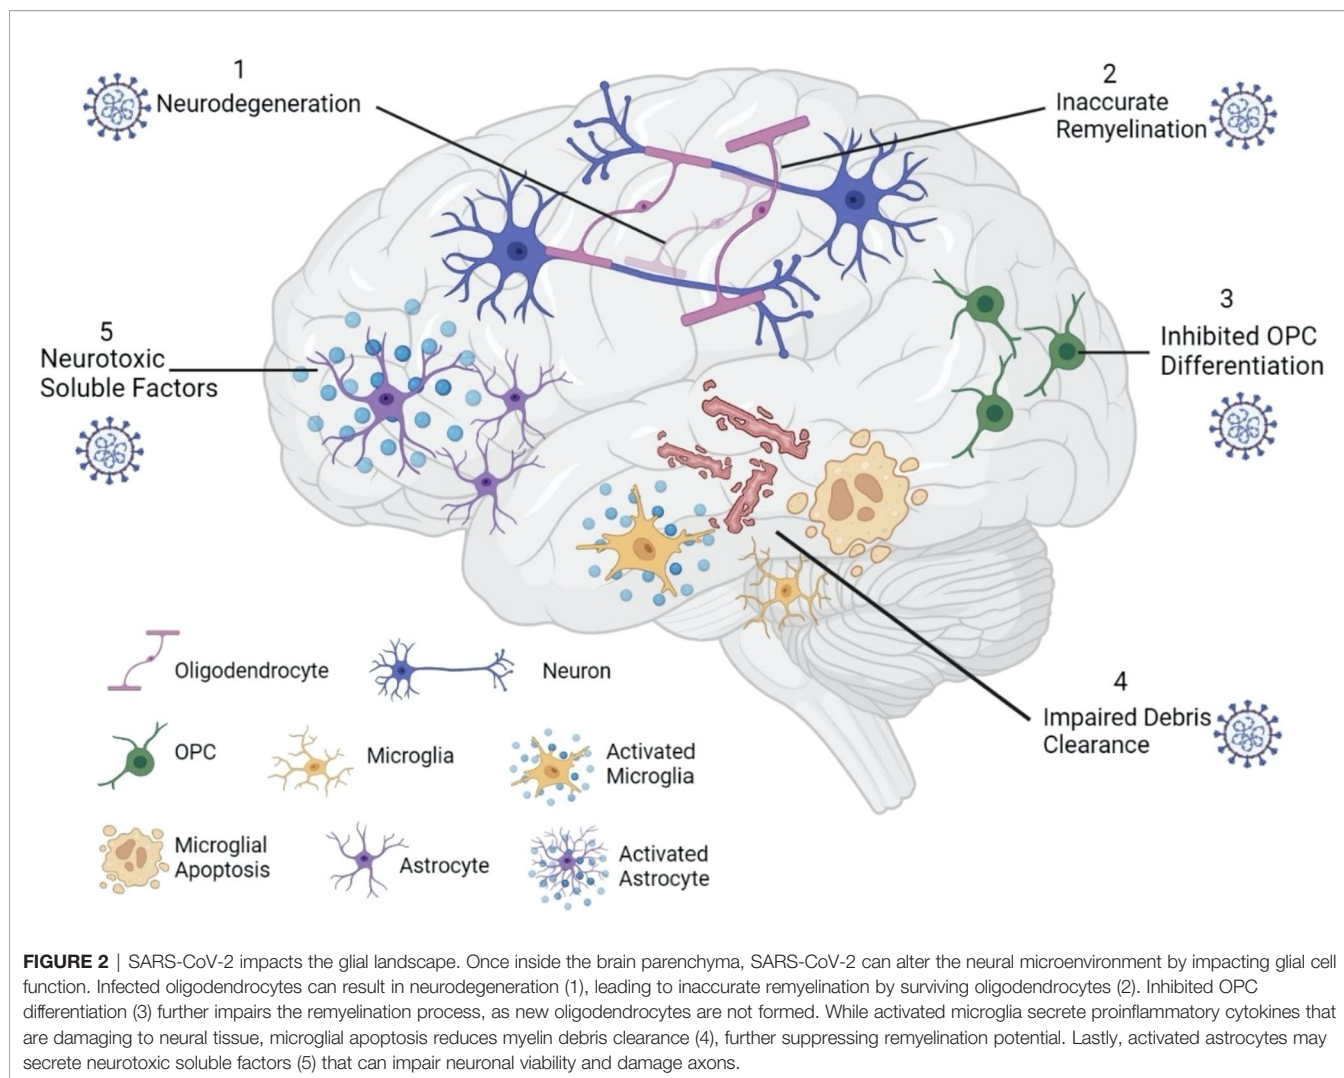 1
Neurodegeneration
2
Inaccurate
Remyelination
3
Inhibited OPC
Differentiation
5
Neurotoxic
Soluble Factors
4
Impaired Debris
Clearance
Oligodendrocyte
Neuron
OPC
Microglia
Activated
Microglia
Microglial
Apoptosis
Astrocyte
Activated
Astrocyte
FIGURE 2 | SARS-CoV-2 impacts the glial landscape. Once inside the brain parenchyma, SARS-CoV-2 can alter the neural microenvironment by impacting glial cell
function. Infected oligodendrocytes can result in neurodegeneration (1), leading to inaccurate remyelination by surviving oligodendrocytes (2). Inhibited OPC
differentiation (3) further impairs the remyelination process, as new oligodendrocytes are not formed. While activated microglia secrete proinflammatory cytokines that
are damaging to neural tissue, microglial apoptosis reduces myelin debris clearance (4), further suppressing remyelination potential. Lastly, activated astrocytes may
secrete neurotoxic soluble factors (5) that can impair neuronal viability and damage axons.